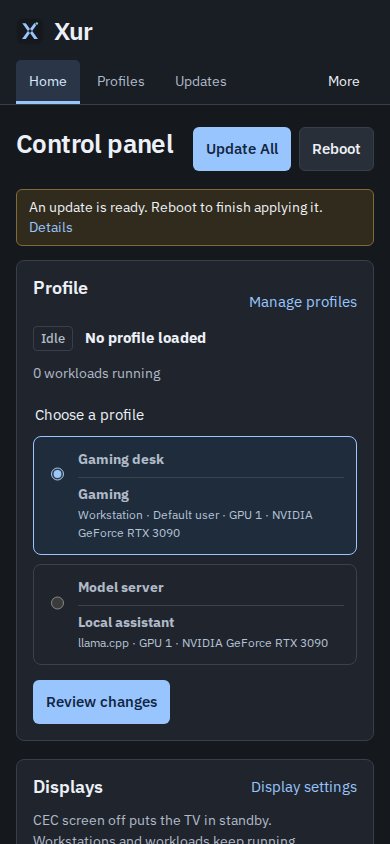 Xur
Home Profiles Updates More
Control panel Update All Reboot
An update is ready. Reboot to finish applying it.
Details
Profile
Manage profiles
Idle No profile loaded
0 workloads running
Choose a profile
Gaming desk
Gaming
Workstation · Default user · GPU 1 · NVIDIA
GeForce RTX 3090
Model server
Local assistant
llama.cpp · GPU 1 · NVIDIA GeForce RTX 3090
Review changes
Displays Display settings
CEC screen off puts the TV in standby.
Workstations and workloads keep running.